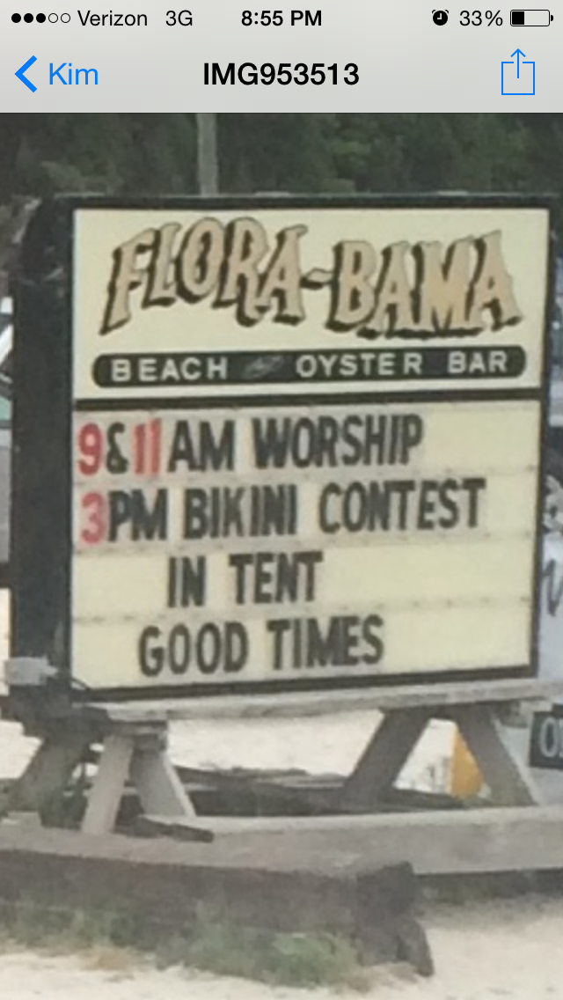 Verizon 3G 8:55 PM 33%
Kim IMG953513
FLORA-BAMA
BEACH OYSTER BAR
9&11 AM WORSHIP
3PM BIKINI CONTEST
IN TENT
GOOD TIMES